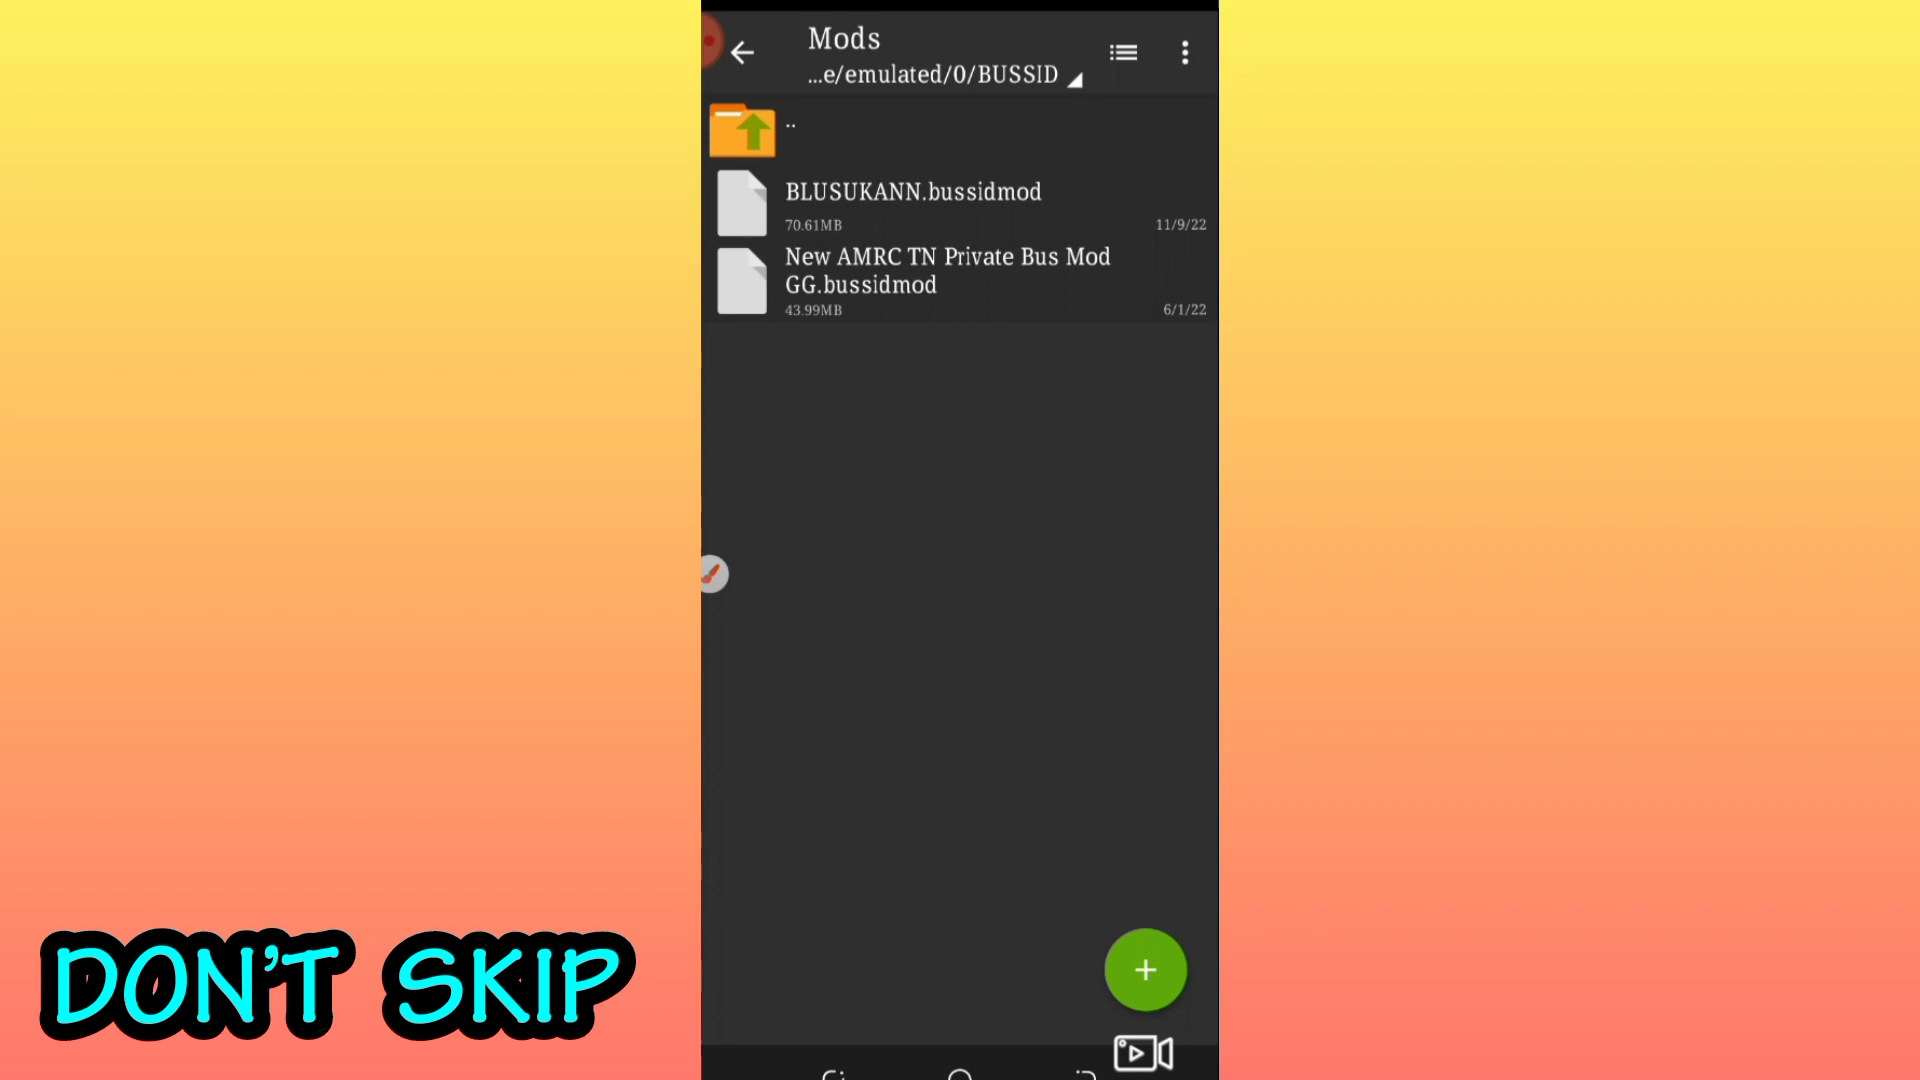 Mods
...e/emulated/0/BUSSID
..
BLUSUKANN.bussidmod
70.61MB
11/9/22
New AMRC TN Private Bus Mod
GG.bussidmod
43.99MB
6/1/22
DON'T SKIP